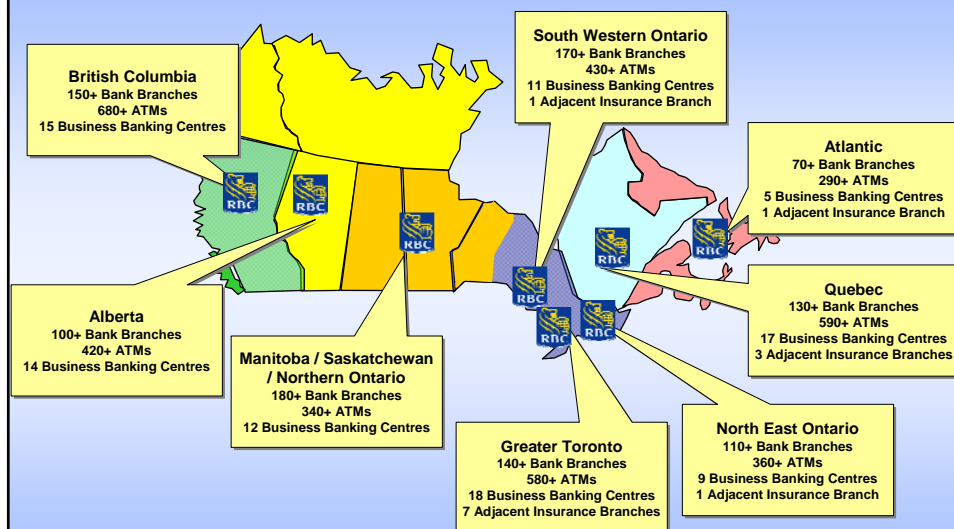 South Western Ontario
170+ Bank Branches
430+ ATMs
11 Business Banking Centres
1 Adjacent Insurance Branch
British Columbia
150+ Bank Branches
680+ ATMs
15 Business Banking Centres
Atlantic
70+ Bank Branches
290+ ATMs
5 Business Banking Centres
1 Adjacent Insurance Branch
RBC
RBC
RBC
RBC
RBC
RBC
RBC
RBC
Alberta
100+ Bank Branches
420+ ATMs
14 Business Banking Centres
Quebec
130+ Bank Branches
590+ ATMs
17 Business Banking Centres
3 Adjacent Insurance Branches
Manitoba / Saskatchewan
/ Northern Ontario
180+ Bank Branches
340+ ATMs
12 Business Banking Centres
Greater Toronto
140+ Bank Branches
580+ ATMs
18 Business Banking Centres
7 Adjacent Insurance Branches
North East Ontario
110+ Bank Branches
360+ ATMs
9 Business Banking Centres
1 Adjacent Insurance Branch